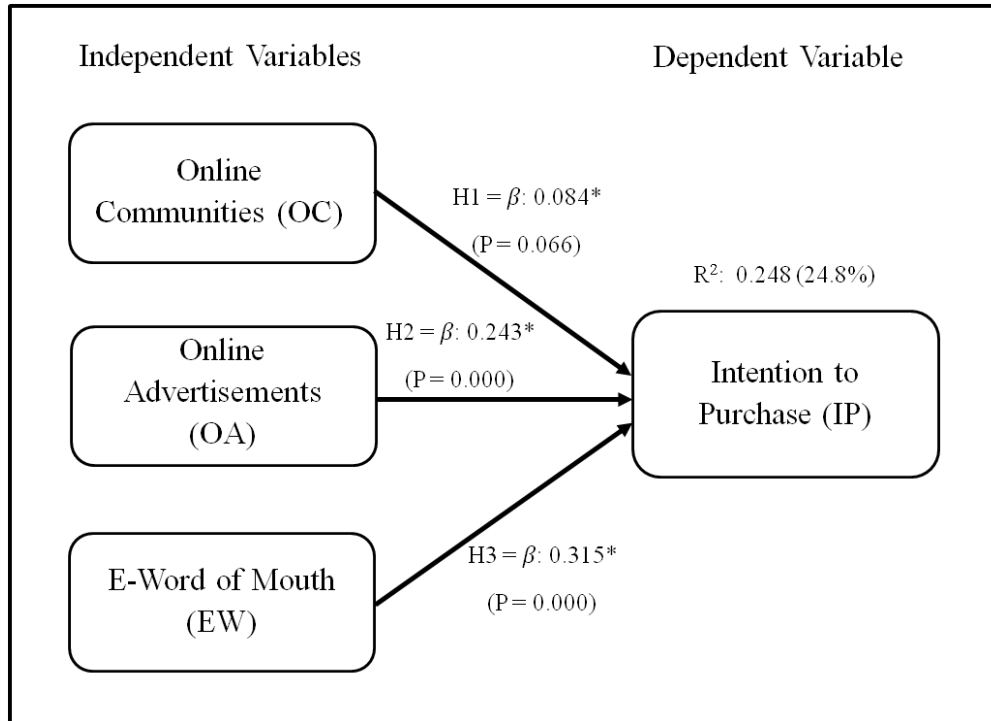 Independent Variables
Dependent Variable
Online
Communities (OC)
H1 = β: 0.084*
(P = 0.066)
R²: 0.248 (24.8%)
Online
Advertisements
(OA)
H2 = β: 0.243*
(P = 0.000)
Intention to
Purchase (IP)
E-Word of Mouth
(EW)
H3 = β: 0.315*
(P = 0.000)